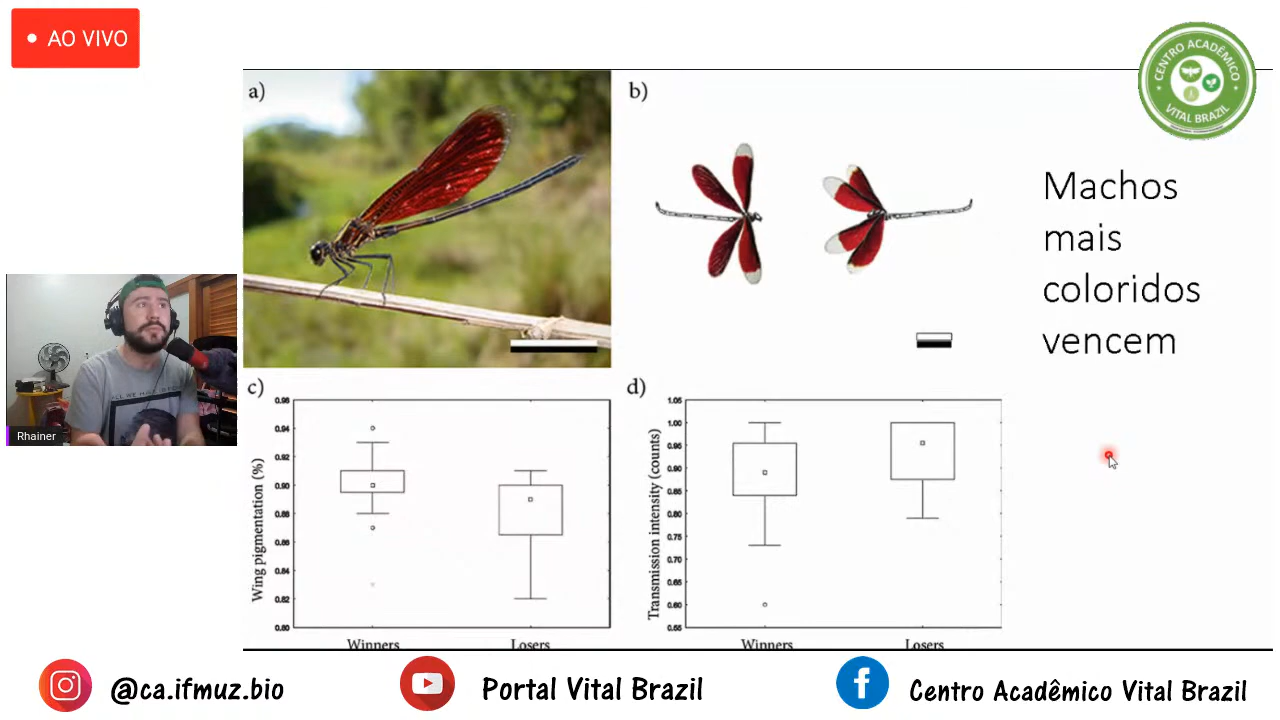 • AO VIVO
CENTRO ACADÊMICO
VITAL BRAZIL
a)
b)
Machos
mais
coloridos
vencem
Rhainer
c)
Wing pigmentation (%)
0.96
0.94
0.92
0.90
0.88
0.86
0.84
0.82
0.80
Winners
Losers
d)
Transmission intensity (counts)
1.05
1.00
0.95
0.90
0.85
0.80
0.75
0.70
0.65
0.60
0.55
Winners
Losers
@ca.ifmuz.bio
Portal Vital Brazil
Centro Acadêmico Vital Brazil